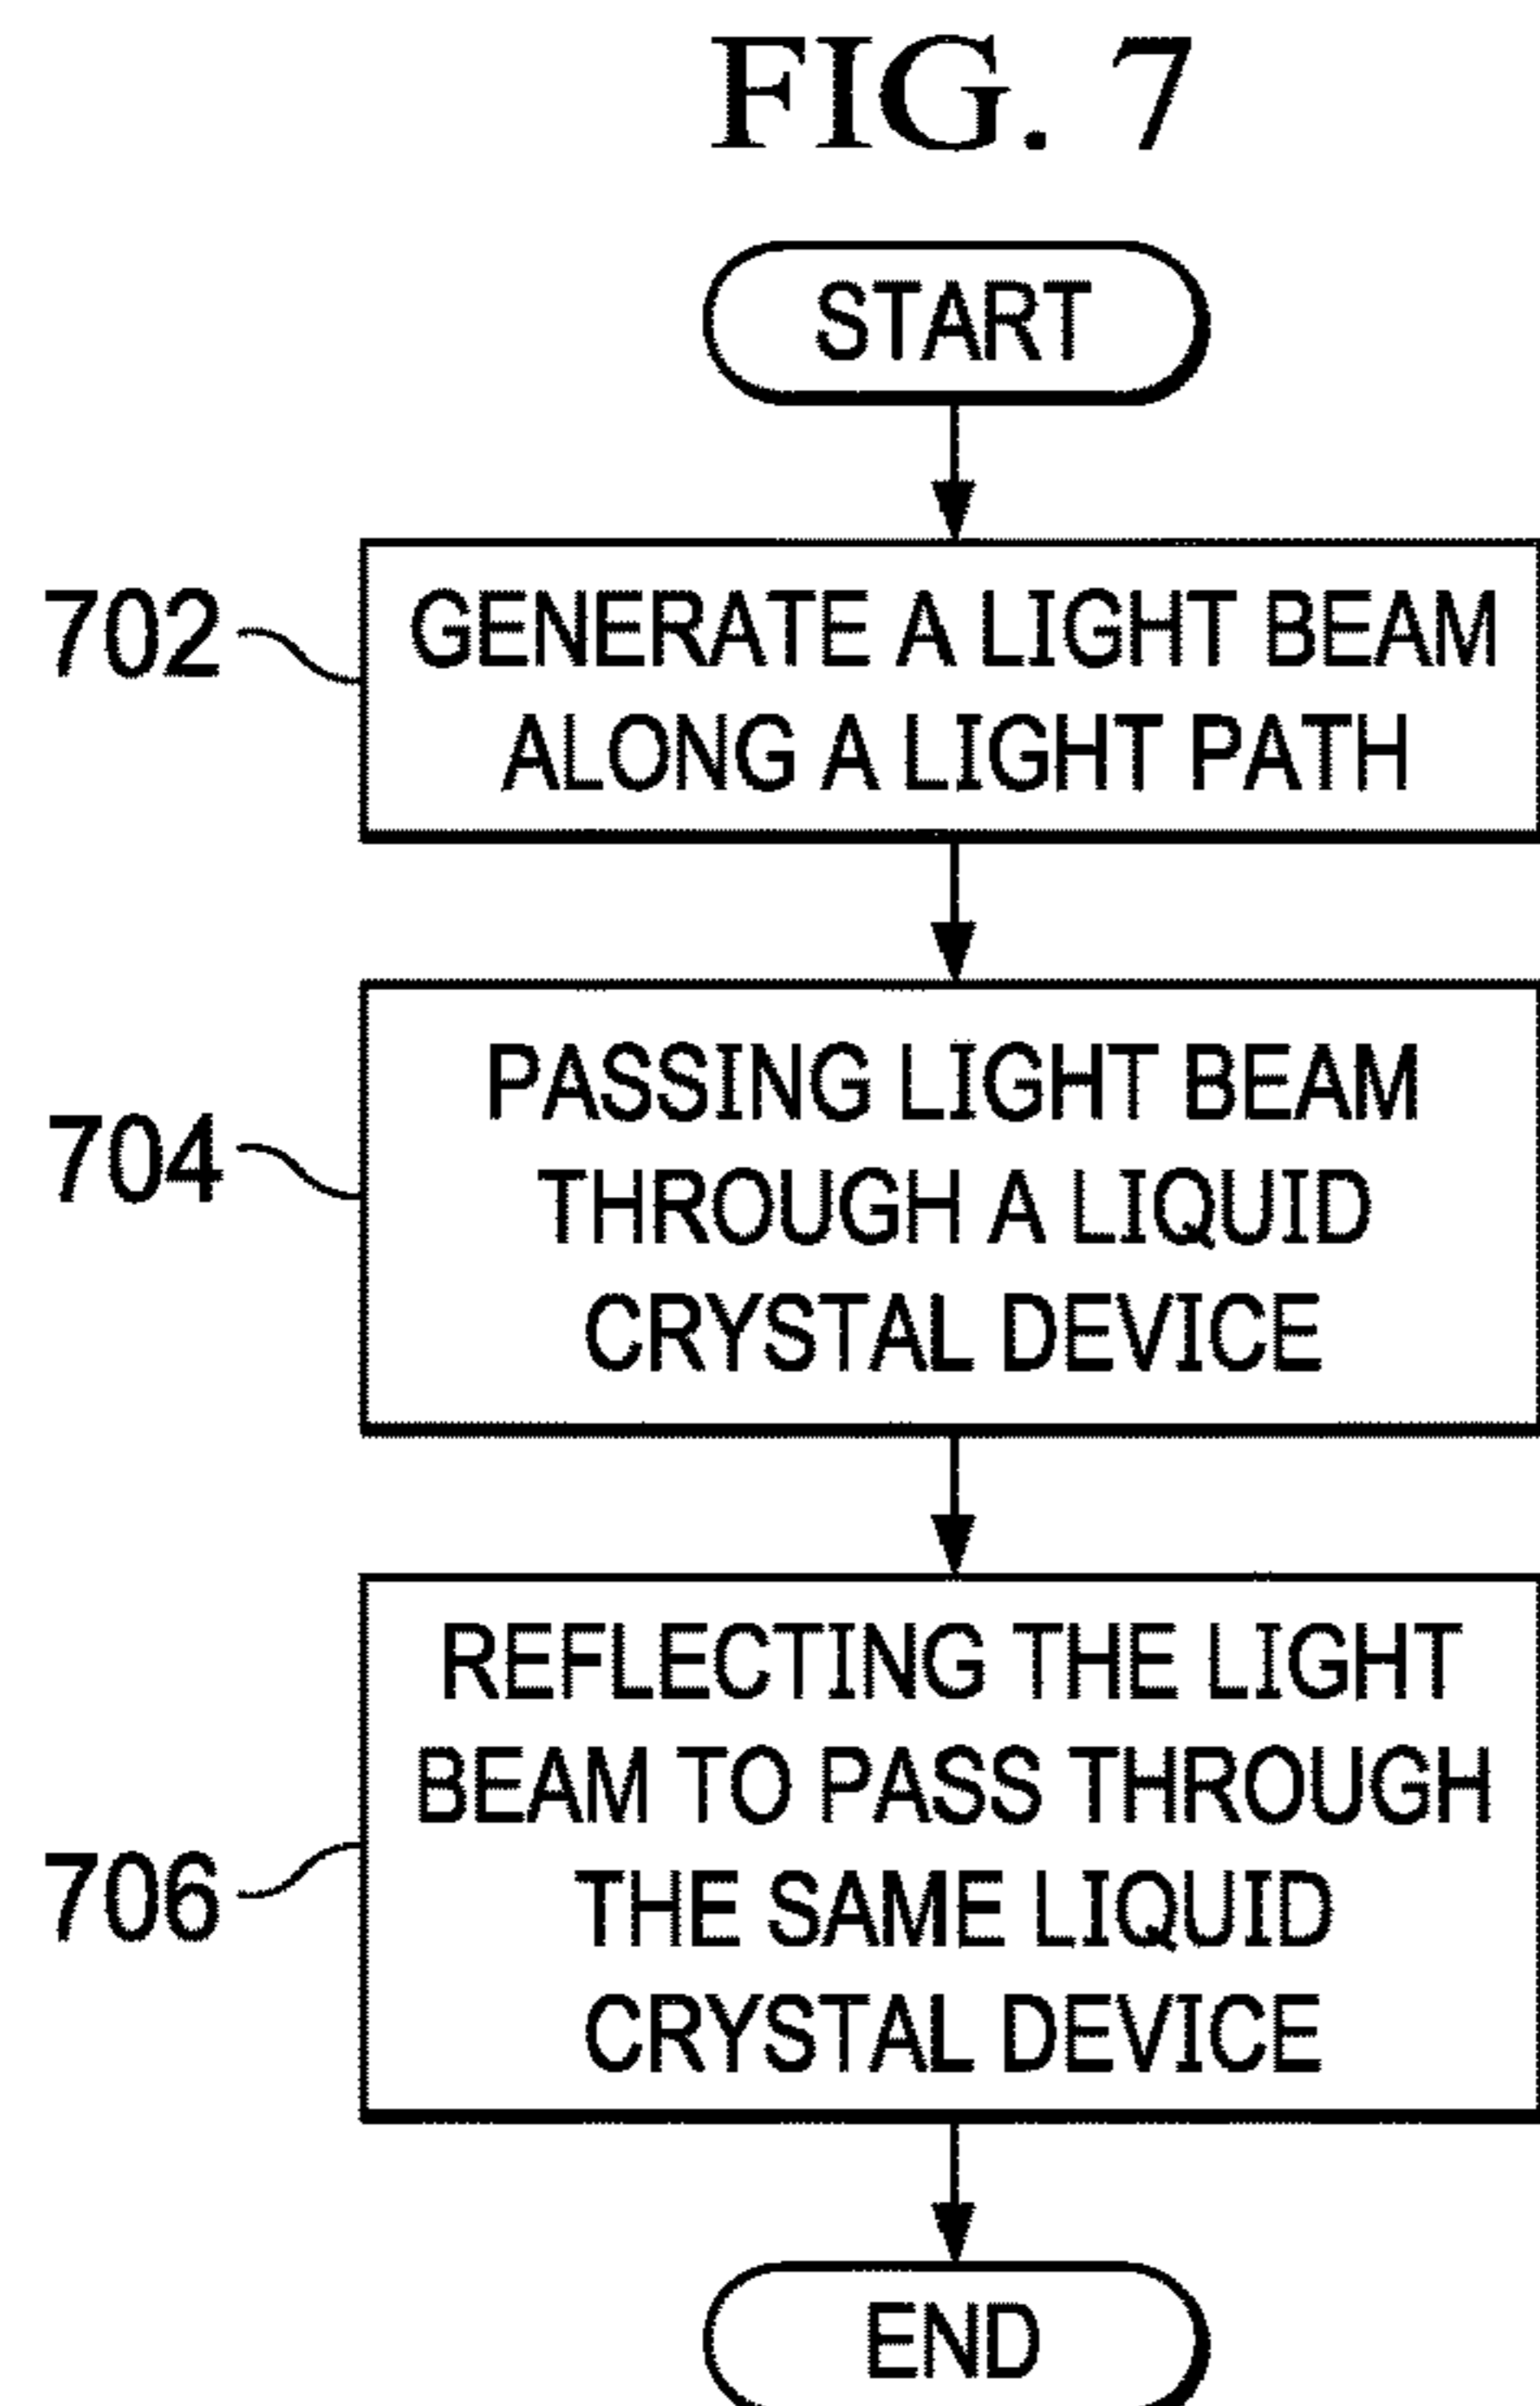 FIG. 7
START
702
GENERATE A LIGHT BEAM
ALONG A LIGHT PATH
704
PASSING LIGHT BEAM
THROUGH A LIQUID
CRYSTAL DEVICE
706
REFLECTING THE LIGHT
BEAM TO PASS THROUGH
THE SAME LIQUID
CRYSTAL DEVICE
END